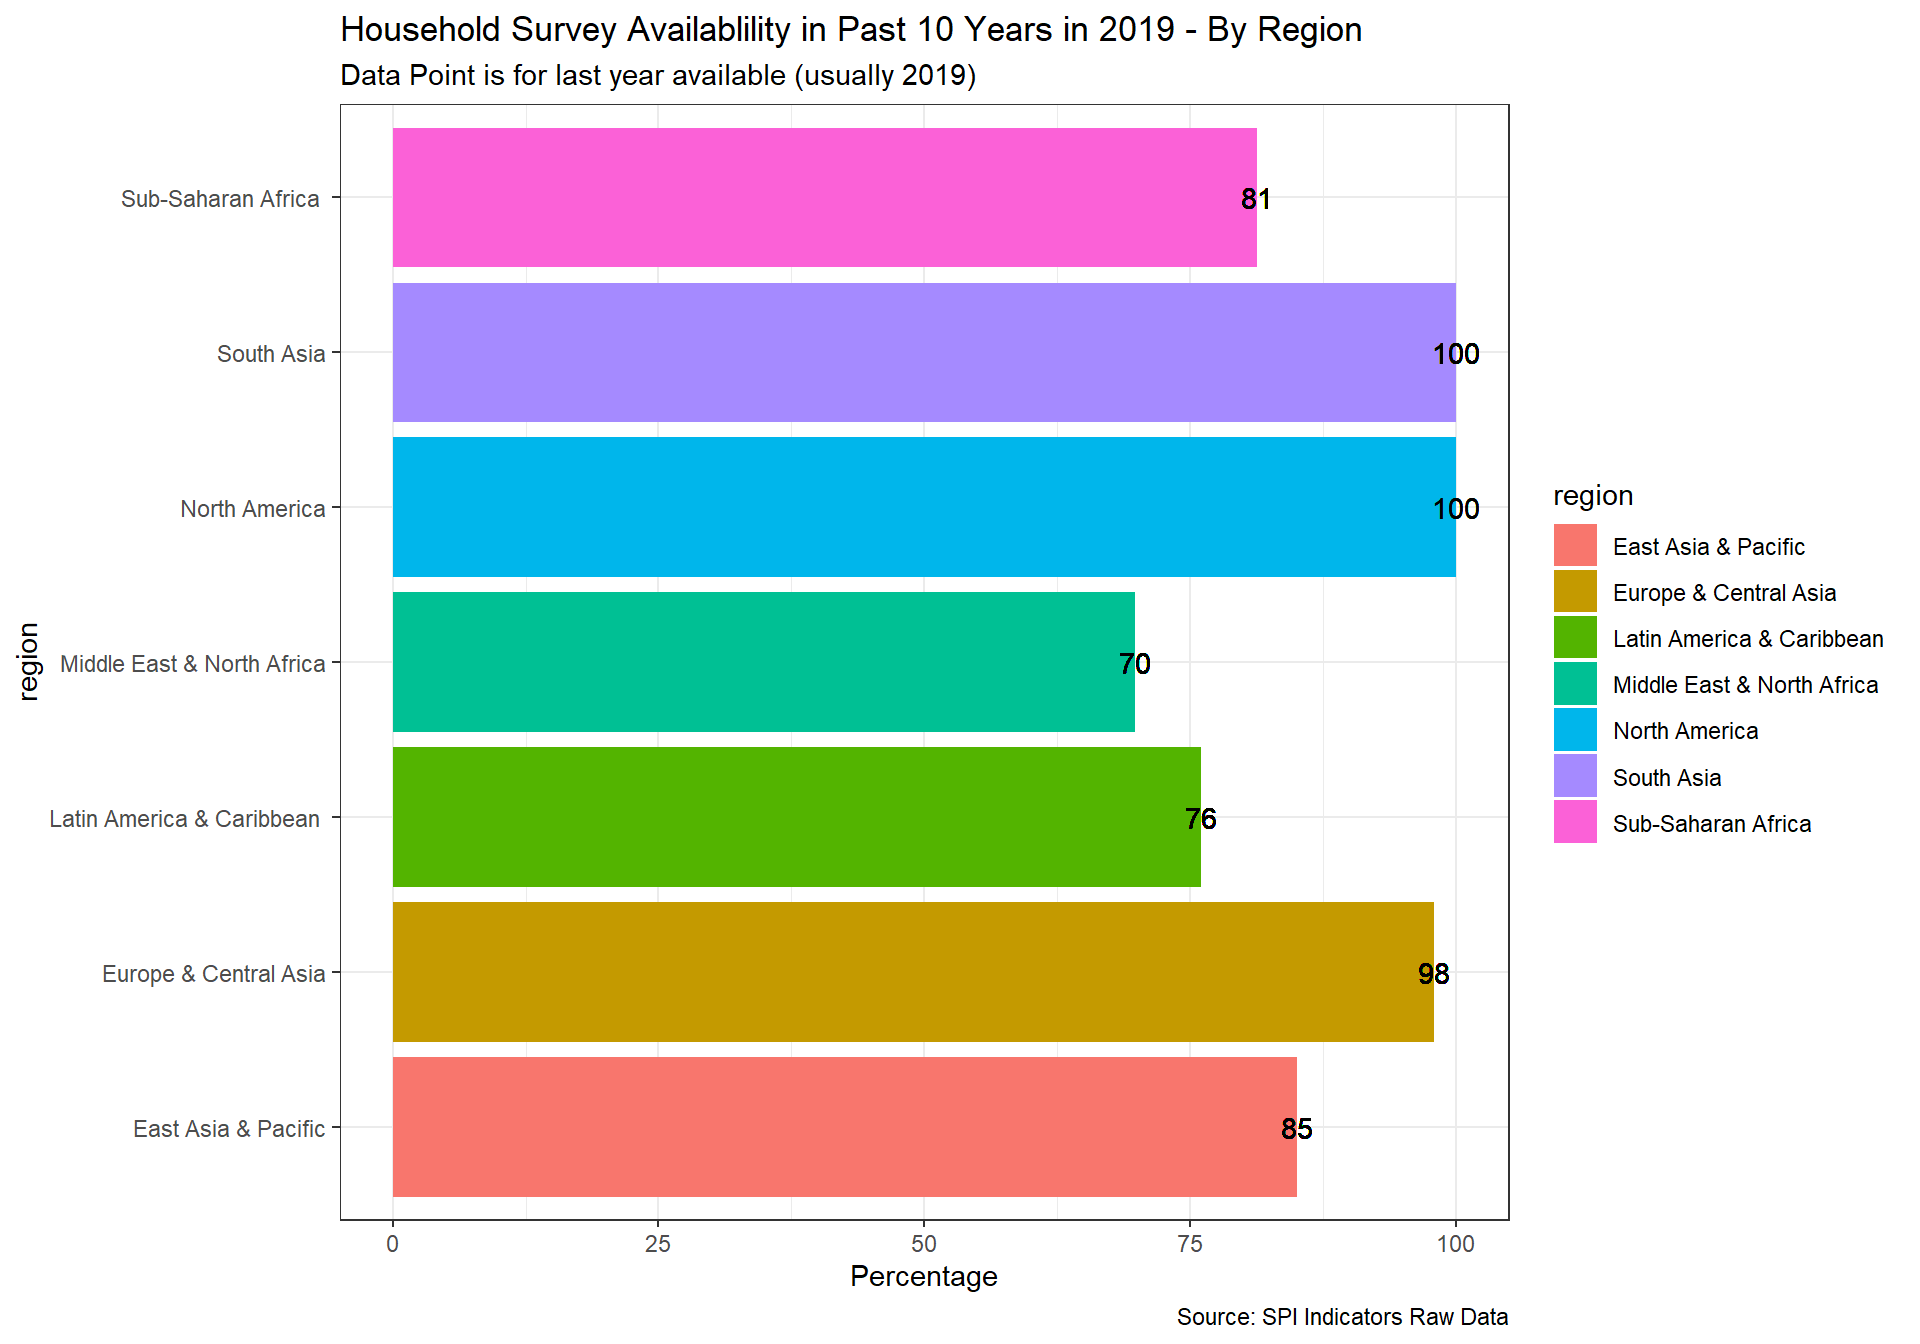 Household Survey Availablility in Past 10 Years in 2019 - By Region
Data Point is for last year available (usually 2019)
region
Sub-Saharan Africa
81
South Asia
100
North America
100
Middle East & North Africa
70
Latin America & Caribbean
76
Europe & Central Asia
98
East Asia & Pacific
85
0 25 50 75 100
Percentage
region
East Asia & Pacific
Europe & Central Asia
Latin America & Caribbean
Middle East & North Africa
North America
South Asia
Sub-Saharan Africa
Source: SPI Indicators Raw Data